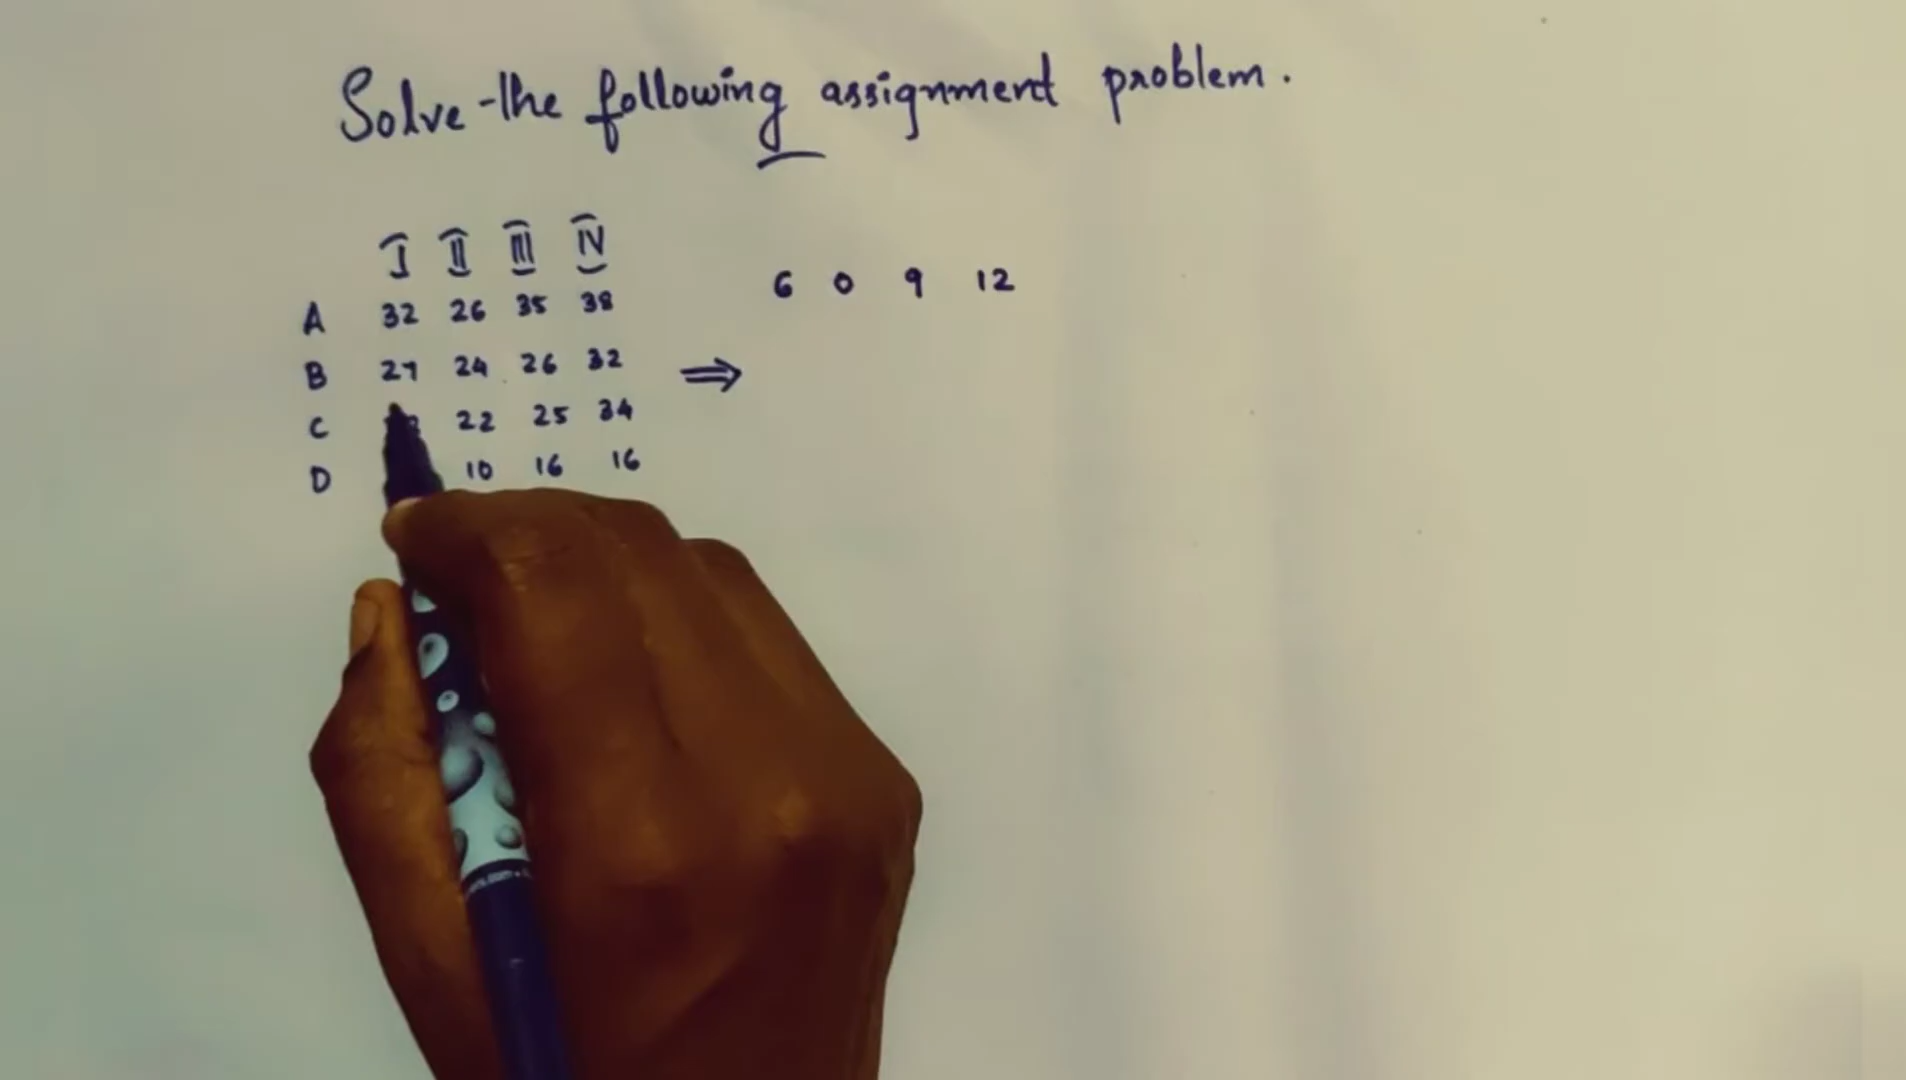 Solve the following assignment problem.
I II III IV
A 32 26 35 38
B 27 24 26 32
C 22 25 34
D 10 16 16
⇒ 6 0 9 12